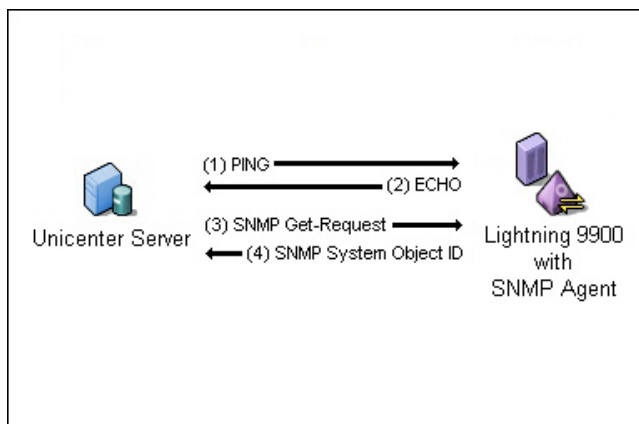 (1) PING
(2) ECHO
(3) SNMP Get-Request
(4) SNMP System Object ID
Unicenter Server
Lightning 9900
with
SNMP Agent